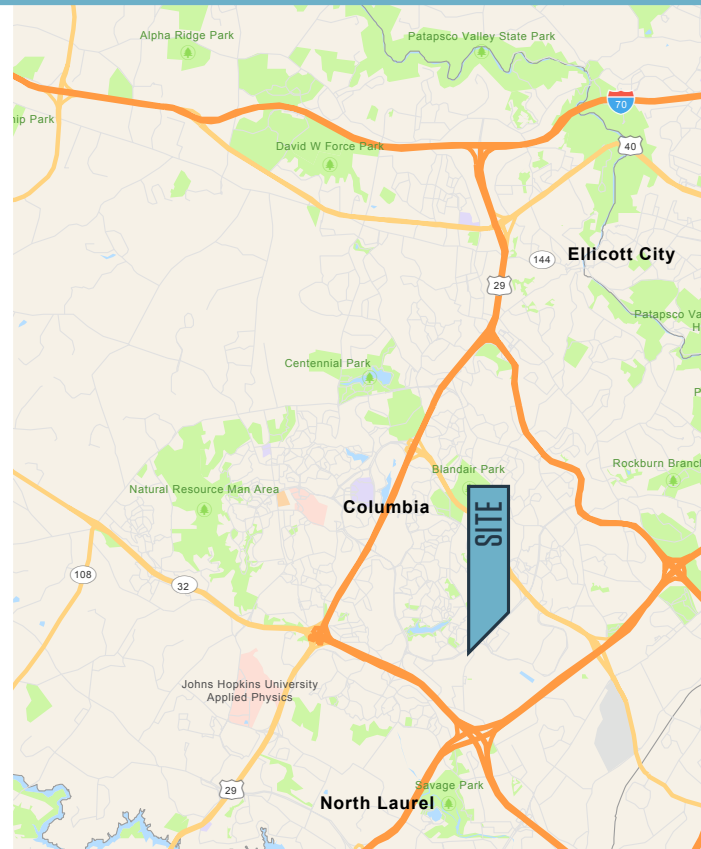 Alpha Ridge Park
Patapsco Valley State Park
70
ip Park
David W Force Park
40
144
Ellicott City
29
Patapsco Va
H
Centennial Park
P
Blandair Park
Rockburn Branch
Natural Resource Man Area
Columbia
SITE
108
32
Johns Hopkins University
Applied Physics
29
Savage Park
North Laurel